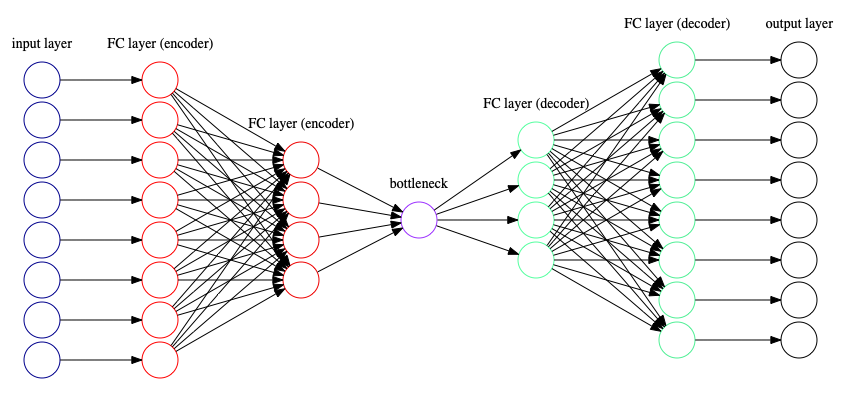 input layer
FC layer (encoder)
FC layer (encoder)
bottleneck
FC layer (decoder)
FC layer (decoder)
output layer